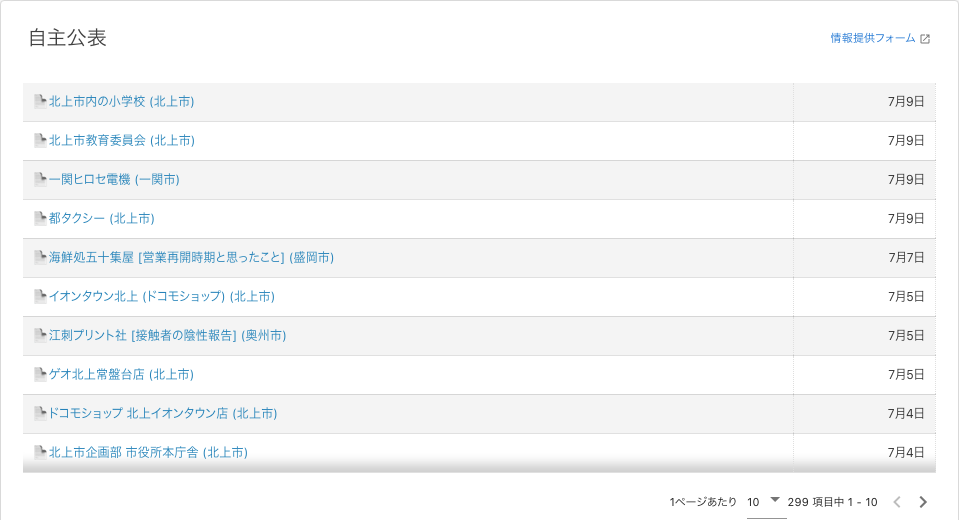 自主公表
情報提供フォーム
北上市内の小学校 (北上市) 7月9日
北上市教育委員会 (北上市) 7月9日
一関ヒロセ電機 (一関市) 7月9日
都タクシー (北上市) 7月9日
海鮮処五十集屋 [営業再開時期と思ったこと] (盛岡市) 7月7日
イオンタウン北上 (ドコモショップ) (北上市) 7月5日
江刺プリント社 [接触者の陰性報告] (奥州市) 7月5日
ゲオ北上常盤台店 (北上市) 7月5日
ドコモショップ 北上イオンタウン店 (北上市) 7月4日
北上市企画部 市役所本庁舎 (北上市) 7月4日
1ページあたり 10 299 項目中 1 - 10